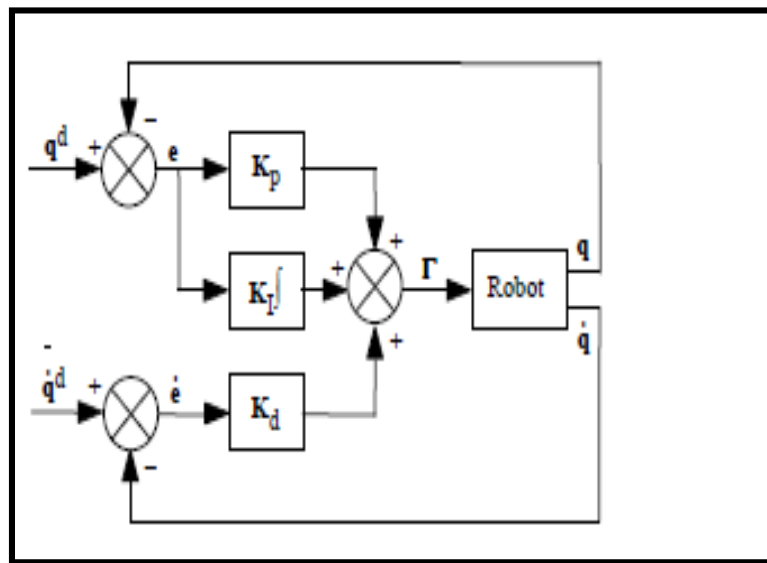 −
q^d + e K_p
+
K_I∫ + Γ Robot q
q̇
q̇^d + ė K_d +
−